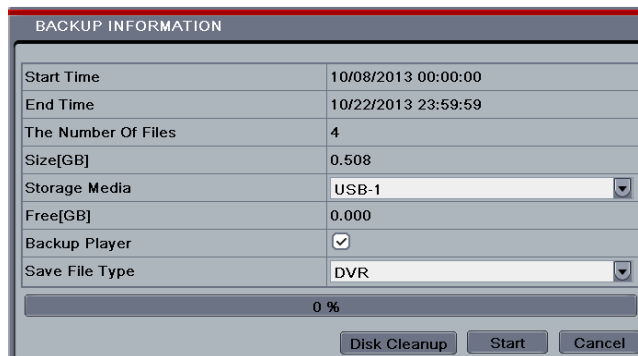 BACKUP INFORMATION
Start Time 10/08/2013 00:00:00
End Time 10/22/2013 23:59:59
The Number Of Files 4
Size[GB] 0.508
Storage Media USB-1
Free[GB] 0.000
Backup Player
Save File Type DVR
0 %
Disk Cleanup Start Cancel